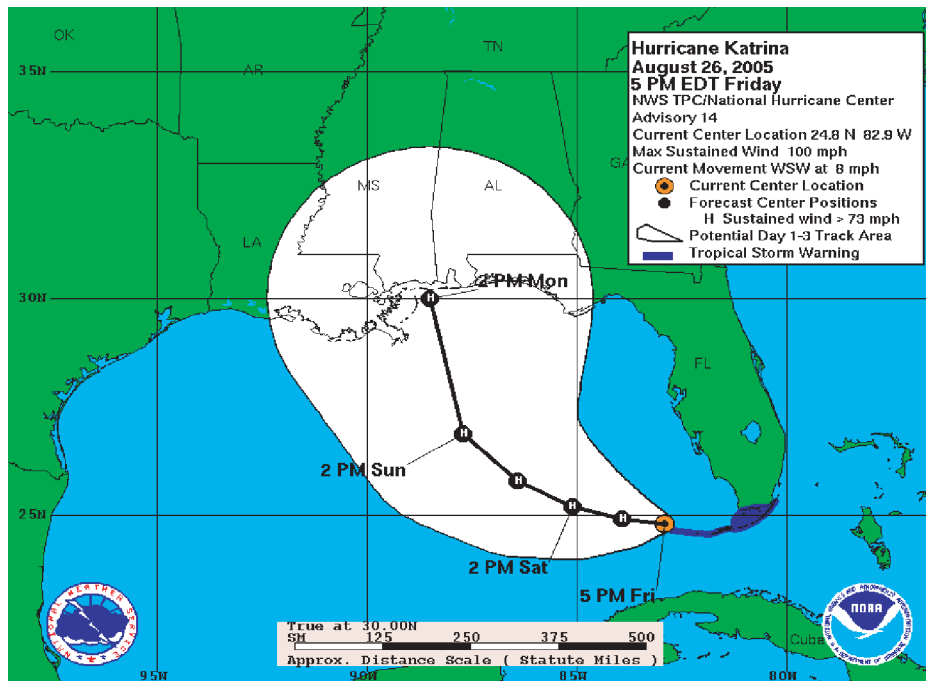 OK
TN
35N
AR
Hurricane Katrina
August 26, 2005
5 PM EDT Friday
NWS TPC/National Hurricane Center
Advisory 14
Current Center Location 24.8 N 82.9 W
Max Sustained Wind 100 mph
Current Movement WSW at 8 mph
Current Center Location
Forecast Center Positions
H Sustained wind > 73 mph
Potential Day 1-3 Track Area
Tropical Storm Warning
MS
AL
GA
LA
2 PM Mon
30N
H
FL
H
2 PM Sun
H
25N
H
H
2 PM Sat
5 PM Fri
NATIONAL WEATHER SERVICE
True at 30.00N
SM 125 250 375 500
Approx. Distance Scale ( Statute Miles )
NOAA
Cuba
95W
90W
85W
80W